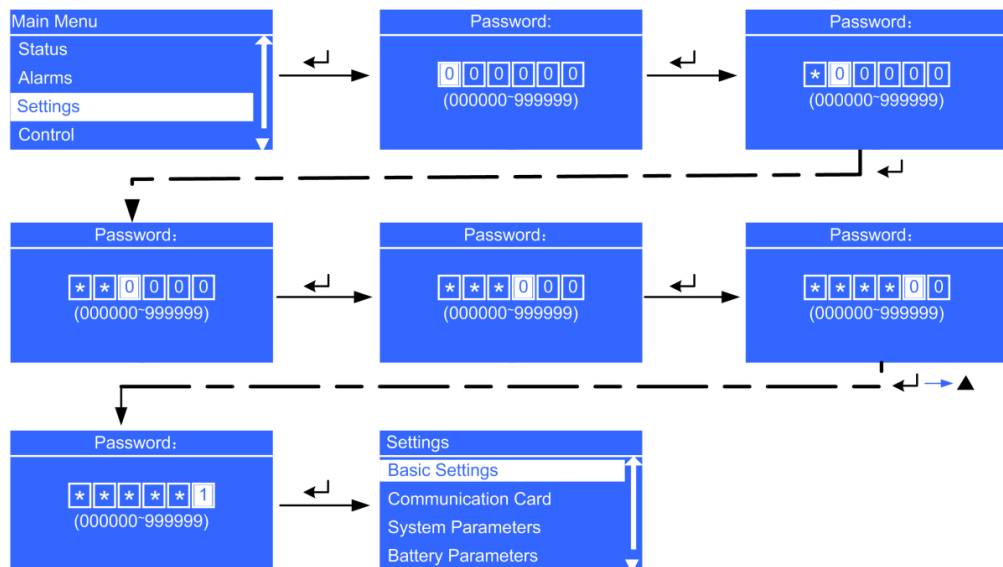 Main Menu
Status
Alarms
Settings
Control
Password:
0 0 0 0 0 0
(000000~999999)
Password:
* 0 0 0 0 0
(000000~999999)
Password:
* * 0 0 0 0
(000000~999999)
Password:
* * * 0 0 0
(000000~999999)
Password:
* * * * 0 0
(000000~999999)
Password:
* * * * * 1
(000000~999999)
Settings
Basic Settings
Communication Card
System Parameters
Battery Parameters